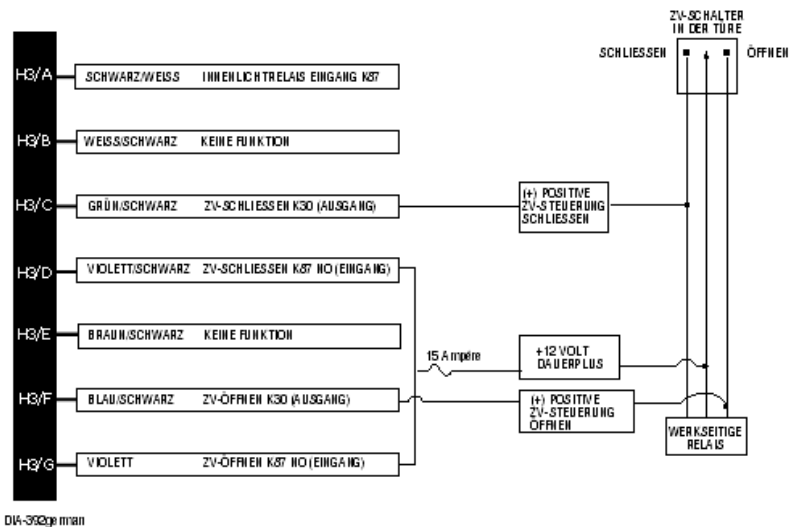 ZV-SCHALTER
IN DER TÜRE
SCHLIESSEN
ÖFFNEN
H3/A SCHWARZ/WEISS INNENLICHTRELAIS EINGANG K87
H3/B WEISS/SCHWARZ KEINE FUNKTION
H3/C GRÜN/SCHWARZ ZV-SCHLIESSEN K30 (AUSGANG)
(+) POSITIVE
ZV-STEUERUNG
SCHLIESSEN
H3/D VIOLETT/SCHWARZ ZV-SCHLIESSEN K87 NO (EINGANG)
H3/E BRAUN/SCHWARZ KEINE FUNKTION
15 Ampére
+12 VOLT
DAUERPLUS
H3/F BLAU/SCHWARZ ZV-ÖFFNEN K30 (AUSGANG)
(+) POSITIVE
ZV-STEUERUNG
ÖFFNEN
WERKSEITIGE
RELAIS
H3/G VIOLETT ZV-ÖFFNEN K87 NO (EINGANG)
DIA-392german